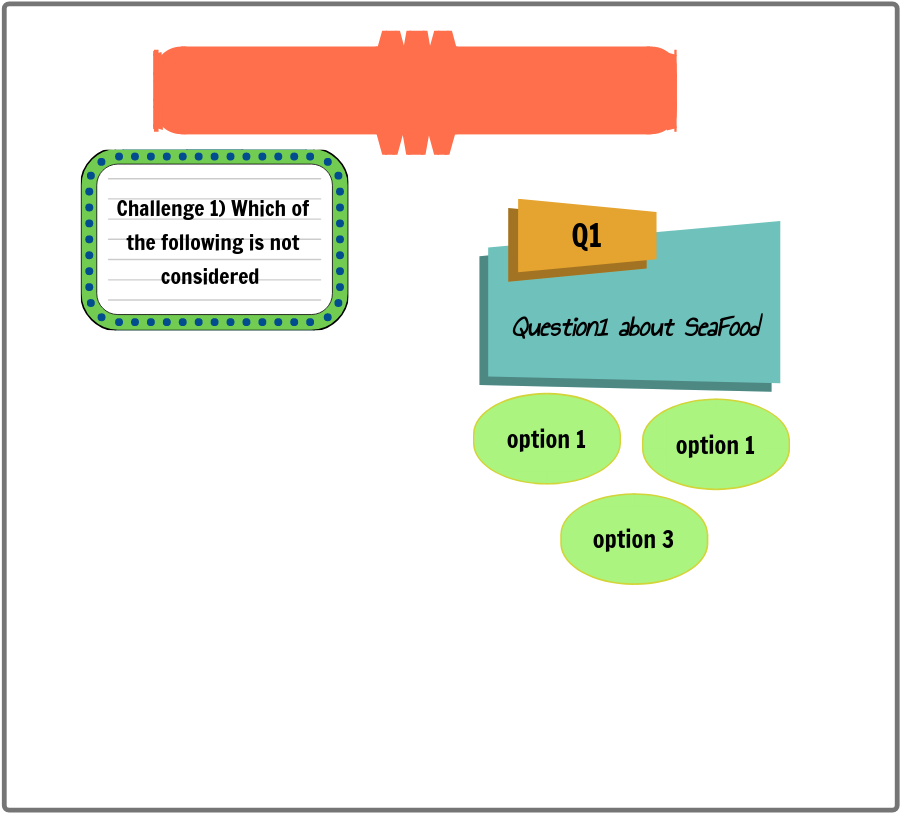 Challenge 1) Which of
the following is not
considered
Q1
Question1 about SeaFood
option 1
option 1
option 3